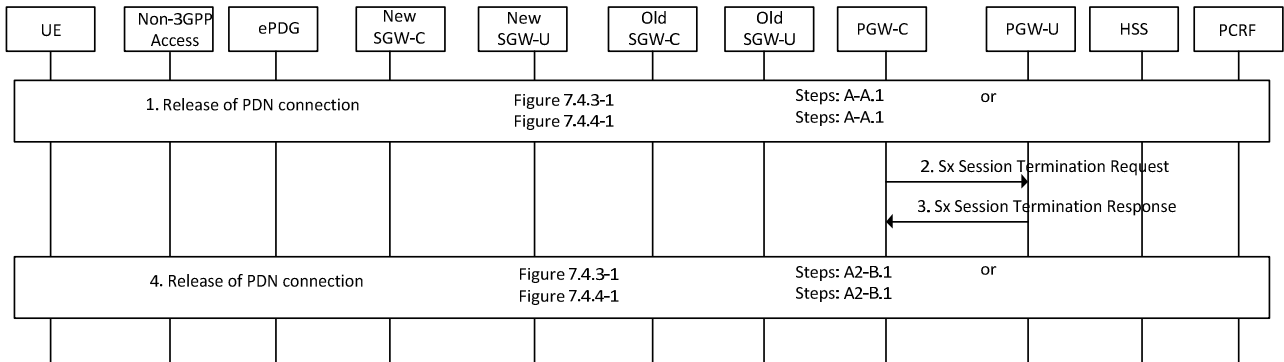 UE
Non-3GPP
Access
ePDG
New
SGW-C
New
SGW-U
Old
SGW-C
Old
SGW-U
PGW-C
PGW-U
HSS
PCRF
1. Release of PDN connection
Figure 7.4.3-1
Steps: A-A.1
or
Figure 7.4.4-1
Steps: A-A.1
2. Sx Session Termination Request
3. Sx Session Termination Response
4. Release of PDN connection
Figure 7.4.3-1
Steps: A2-B.1
or
Figure 7.4.4-1
Steps: A2-B.1